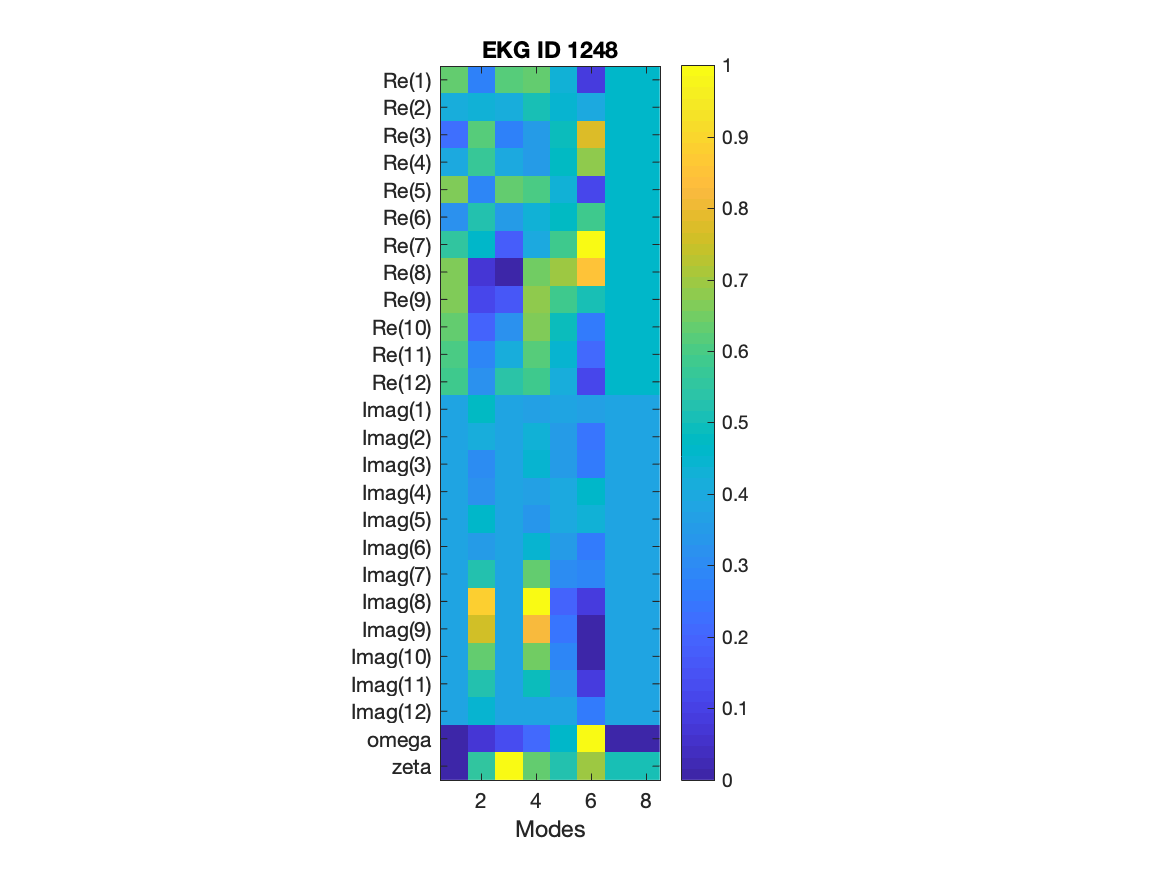 EKG ID 1248
Re(1)
Re(2)
Re(3)
Re(4)
Re(5)
Re(6)
Re(7)
Re(8)
Re(9)
Re(10)
Re(11)
Re(12)
Imag(1)
Imag(2)
Imag(3)
Imag(4)
Imag(5)
Imag(6)
Imag(7)
Imag(8)
Imag(9)
Imag(10)
Imag(11)
Imag(12)
omega
zeta
2 4 6 8
Modes
1
0.9
0.8
0.7
0.6
0.5
0.4
0.3
0.2
0.1
0